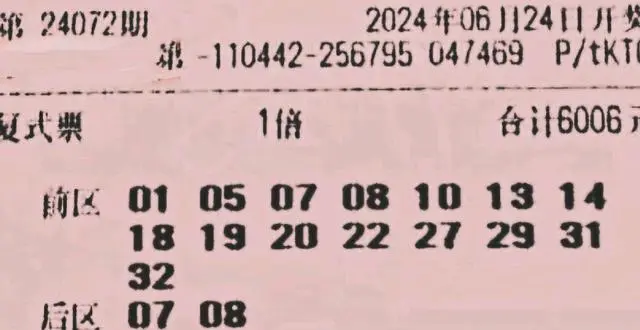 第 24072期 2024年06月24日开奖
第 -110442-256795 047469 P/tKT
复式票 1倍 合计6006元
前区 01 05 07 08 10 13 14
18 19 20 22 27 29 31
32
后区 07 08